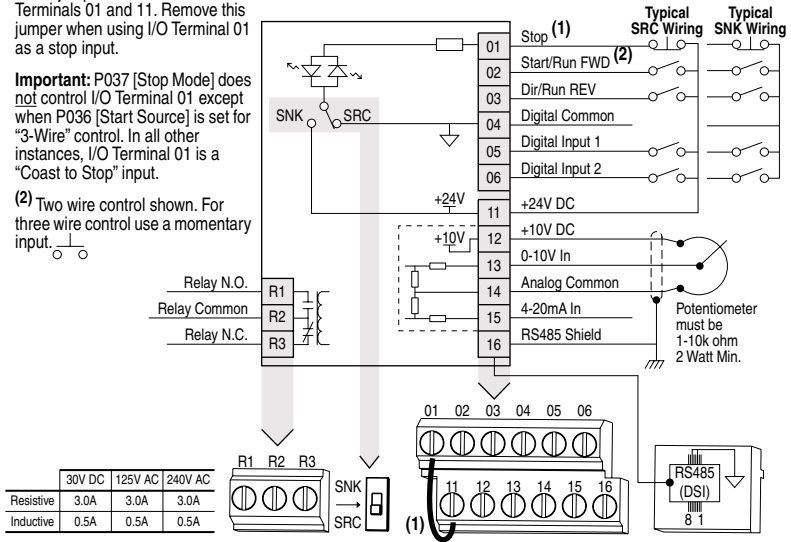 Terminals 01 and 11. Remove this
jumper when using I/O Terminal 01
as a stop input.
Important: P037 [Stop Mode] does
not control I/O Terminal 01 except
when P036 [Start Source] is set for
“3-Wire” control. In all other
instances, I/O Terminal 01 is a
“Coast to Stop” input.
(2) Two wire control shown. For
three wire control use a momentary
input.
Typical
SRC Wiring
Typical
SNK Wiring
01 Stop (1)
02 Start/Run FWD (2)
03 Dir/Run REV
04 Digital Common
05 Digital Input 1
06 Digital Input 2
11 +24V DC
12 +10V DC
13 0-10V In
14 Analog Common
15 4-20mA In
16 RS485 Shield
SNK
SRC
+24V
+10V
Relay N.O. R1
Relay Common R2
Relay N.C. R3
Potentiometer
must be
1-10k ohm
2 Watt Min.
30V DC 125V AC 240V AC
Resistive 3.0A 3.0A 3.0A
Inductive 0.5A 0.5A 0.5A
R1 R2 R3
SNK
SRC
01 02 03 04 05 06
11 12 13 14 15 16
(1)
RS485
(DSI)
8 1